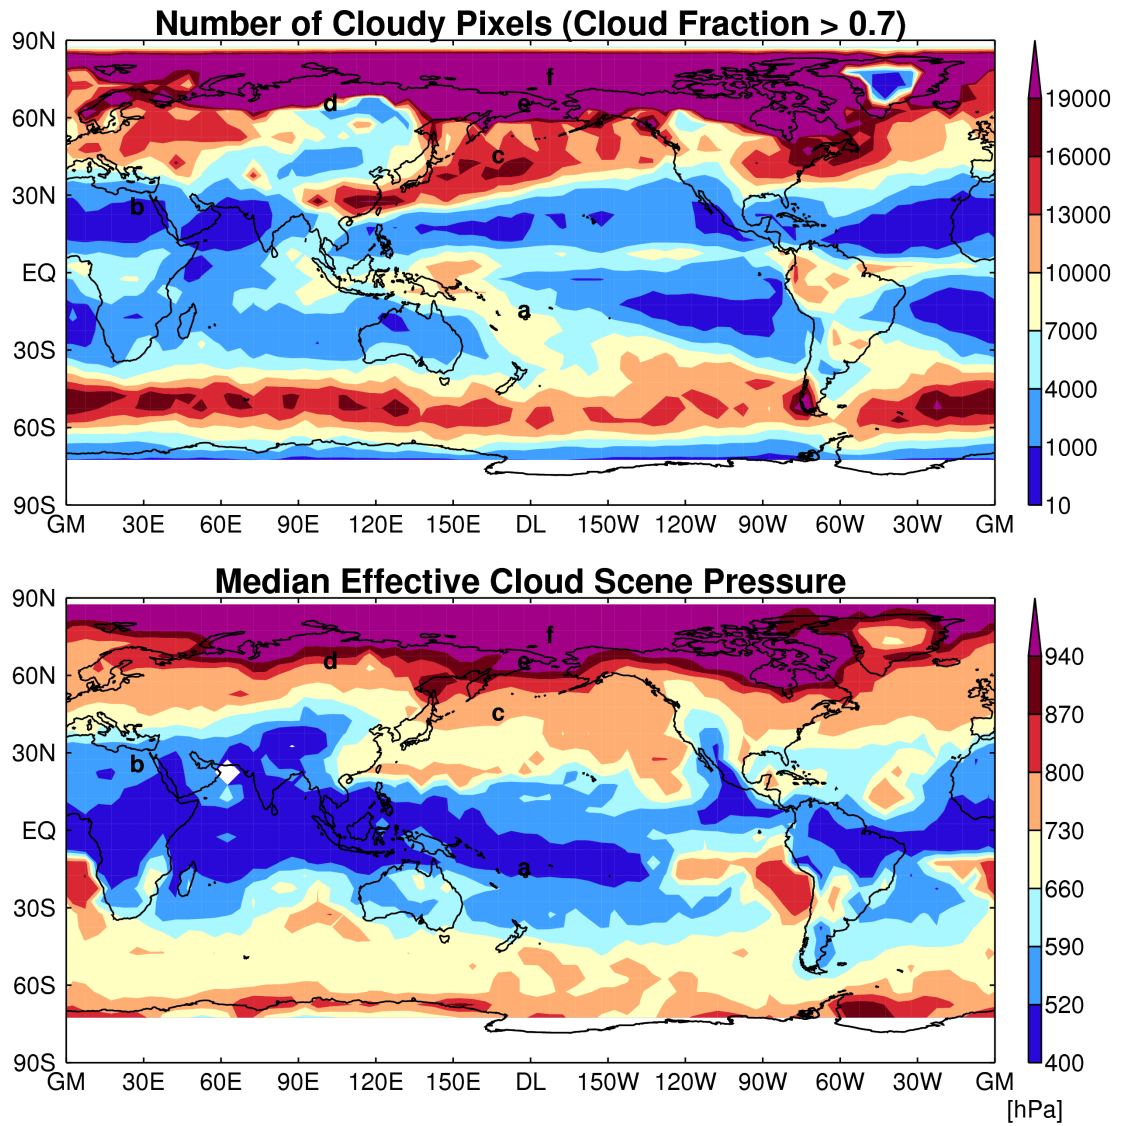 Number of Cloudy Pixels (Cloud Fraction > 0.7)
90N
60N
30N
EQ
30S
60S
90S
GM 30E 60E 90E 120E 150E DL 150W 120W 90W 60W 30W GM
f
d
e
c
b
a
19000
16000
13000
10000
7000
4000
1000
10
Median Effective Cloud Scene Pressure
90N
60N
30N
EQ
30S
60S
90S
GM 30E 60E 90E 120E 150E DL 150W 120W 90W 60W 30W GM
f
d
e
c
b
a
940
870
800
730
660
590
520
400
[hPa]